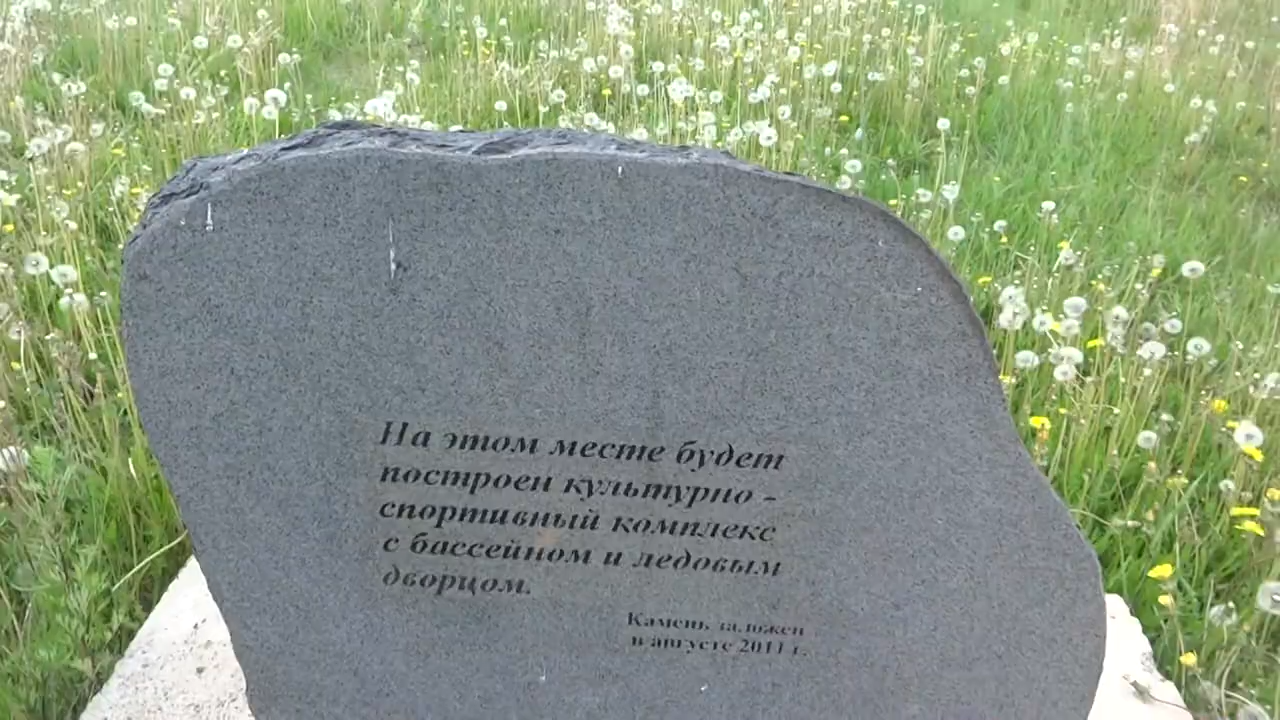 На этом месте будет
построен культурно -
спортивный комплекс
с бассейном и ледовым
дворцом.
Камень заложен
в августе 2011 г.